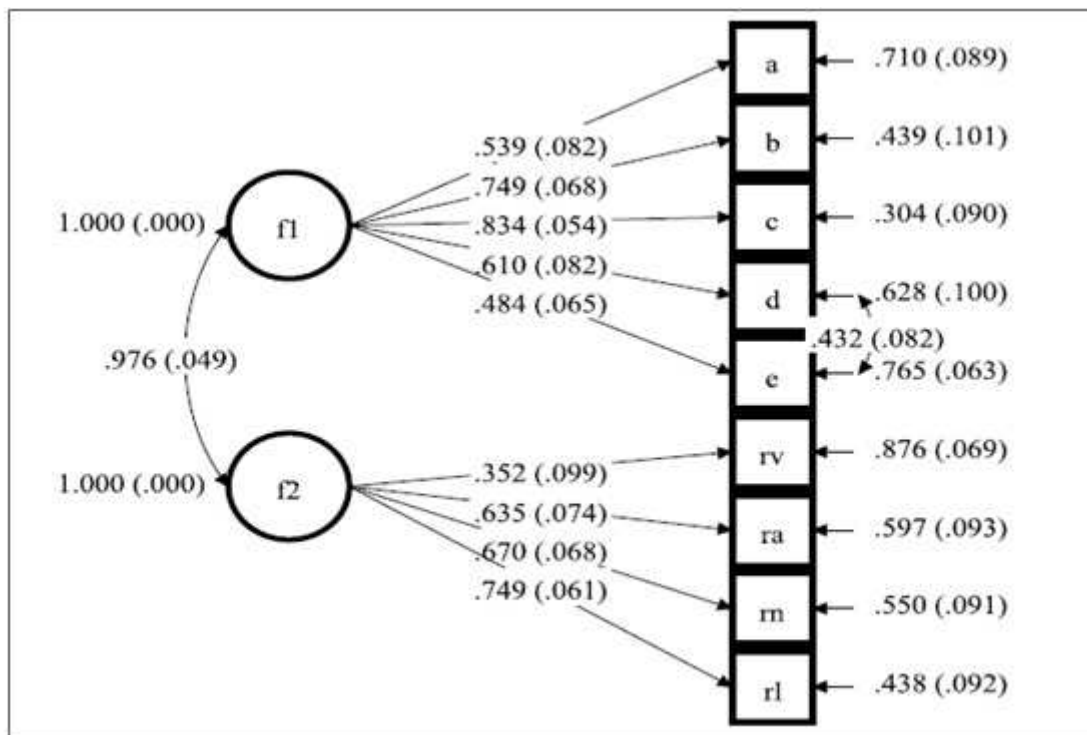 a
.710 (.089)
.539 (.082)
b
.439 (.101)
.749 (.068)
1.000 (.000)
f1
.834 (.054)
c
.304 (.090)
.610 (.082)
d
.628 (.100)
.484 (.065)
.432 (.082)
.976 (.049)
e
.765 (.063)
rv
.876 (.069)
.352 (.099)
1.000 (.000)
f2
.635 (.074)
ra
.597 (.093)
.670 (.068)
.749 (.061)
rn
.550 (.091)
rl
.438 (.092)